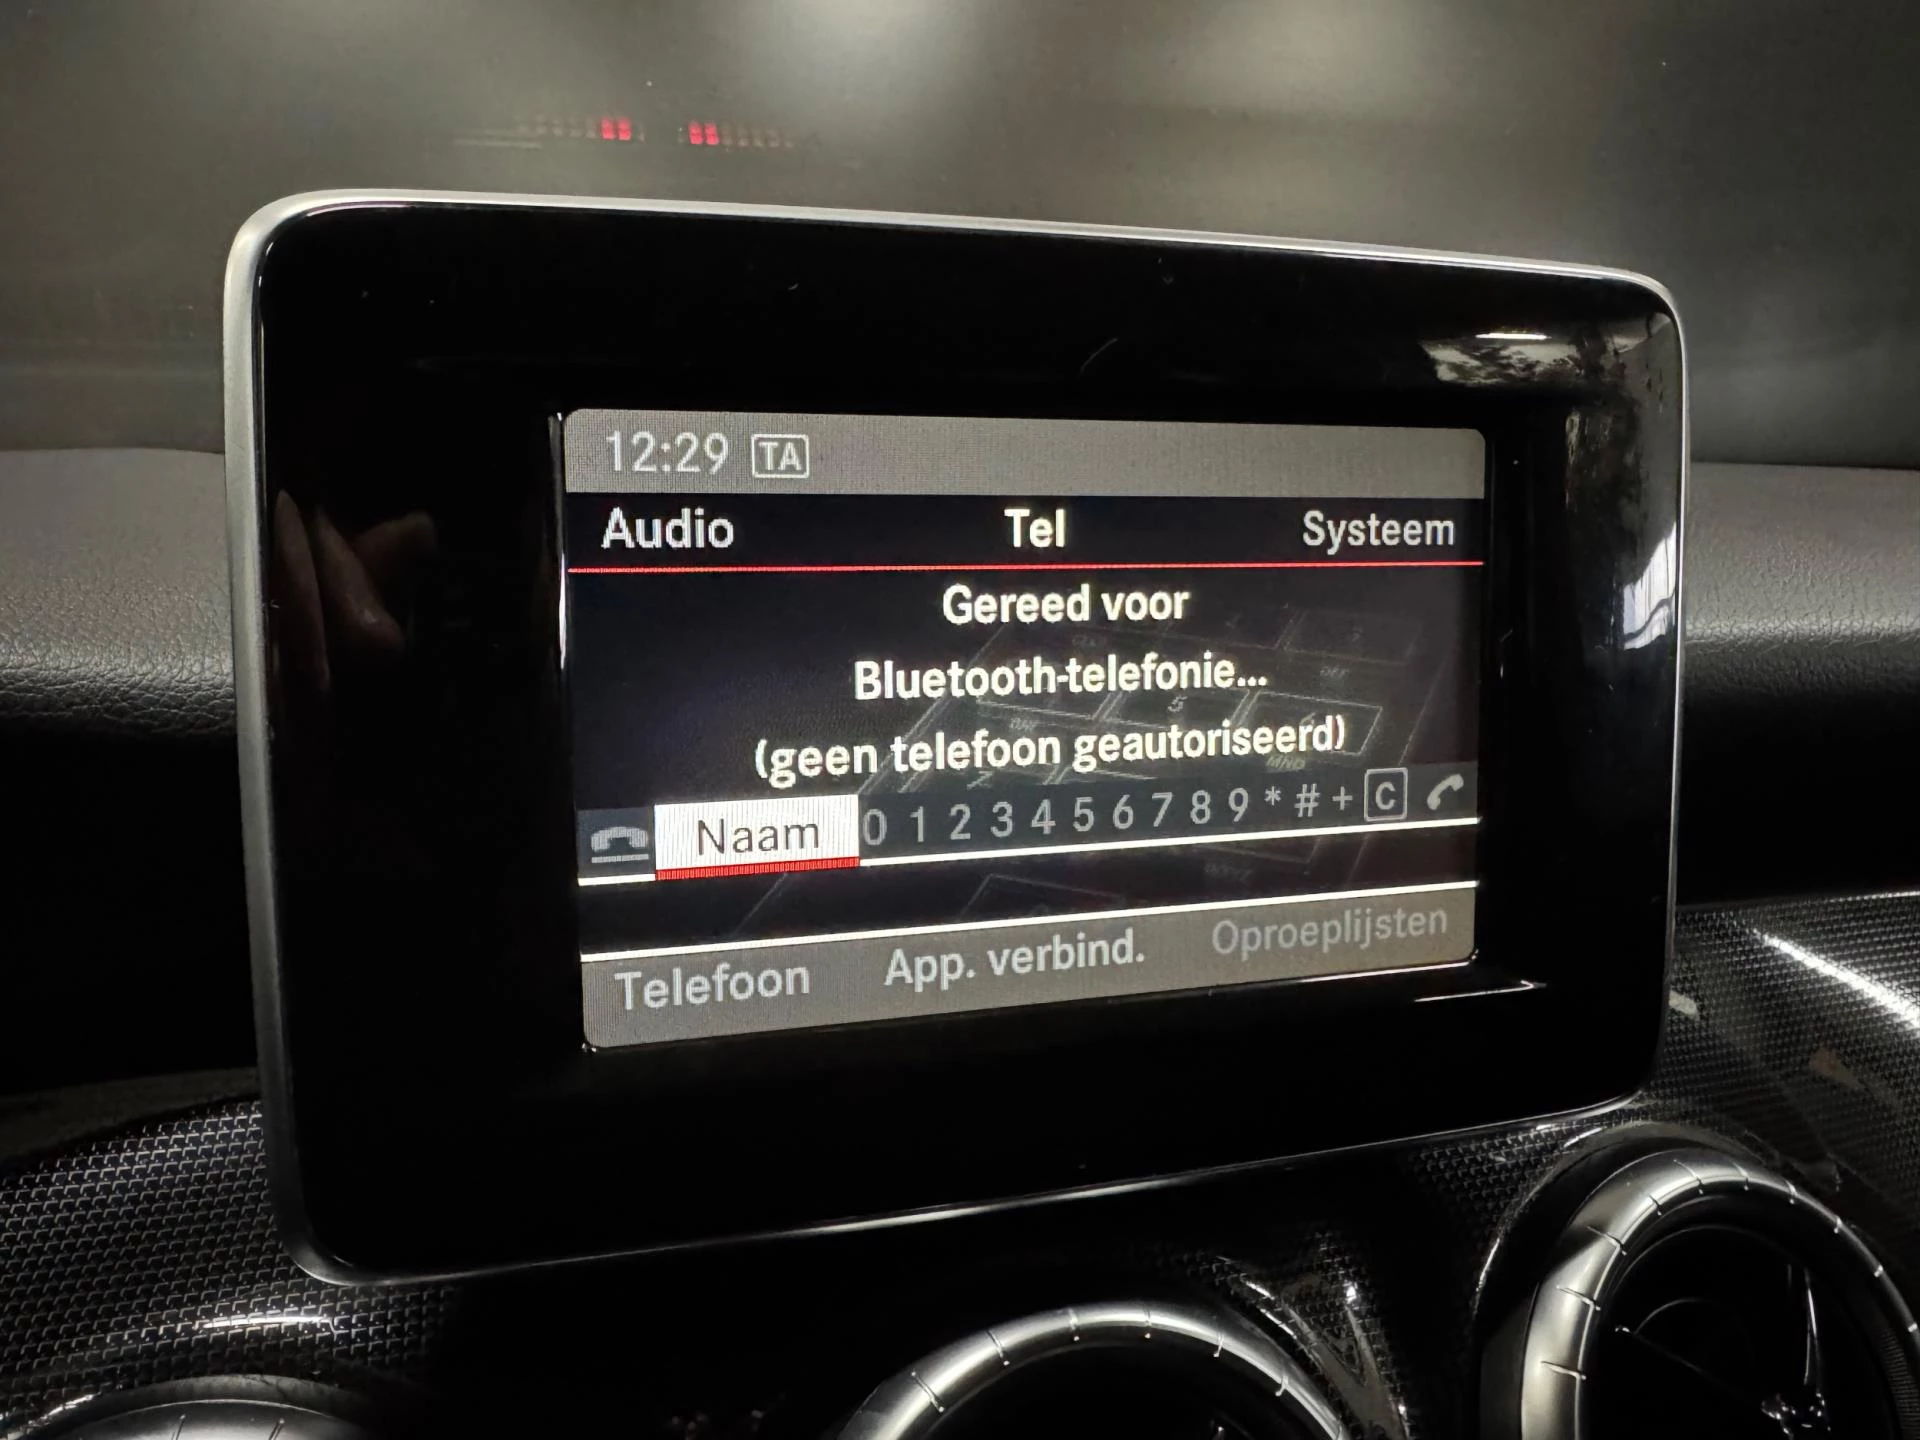 12:29 TA
Audio Tel Systeem
Gereed voor
Bluetooth-telefonie...
(geen telefoon geautoriseerd)
Naam 0 1 2 3 4 5 6 7 8 9 * # + C
Telefoon App. verbind. Oproeplijsten